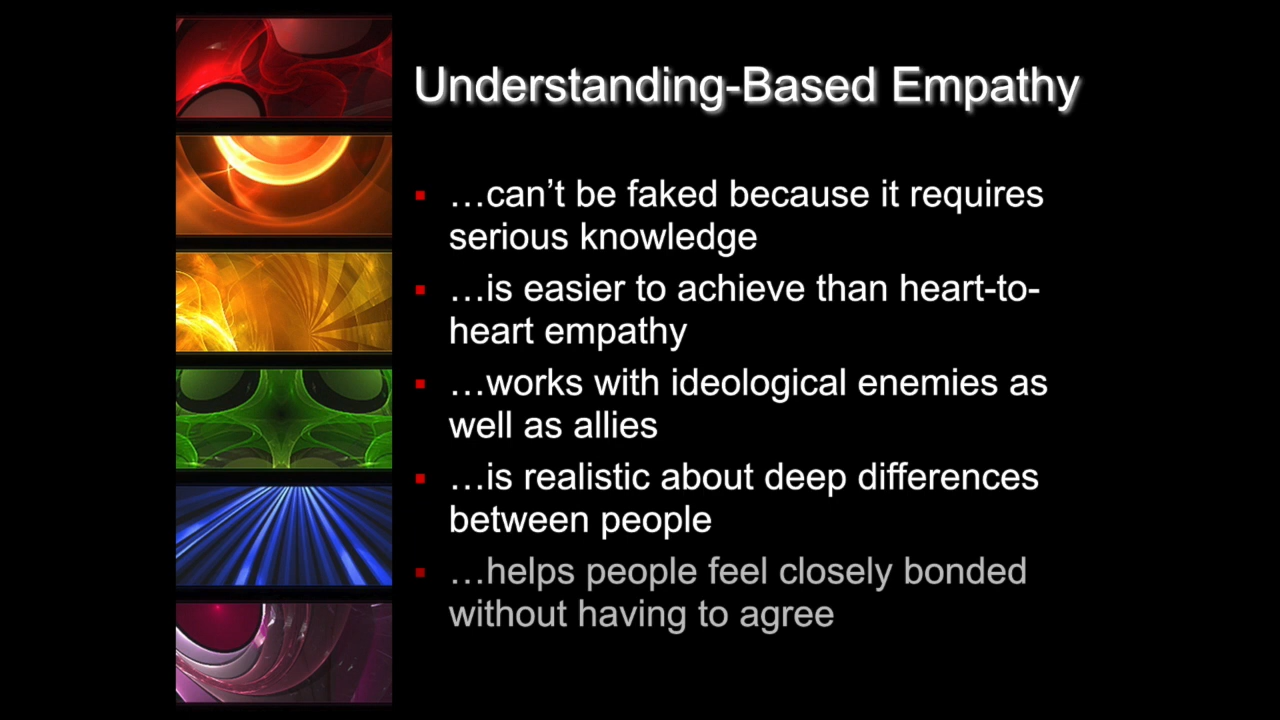 Understanding-Based Empathy
…can’t be faked because it requires
serious knowledge
…is easier to achieve than heart-to-
heart empathy
…works with ideological enemies as
well as allies
…is realistic about deep differences
between people
…helps people feel closely bonded
without having to agree